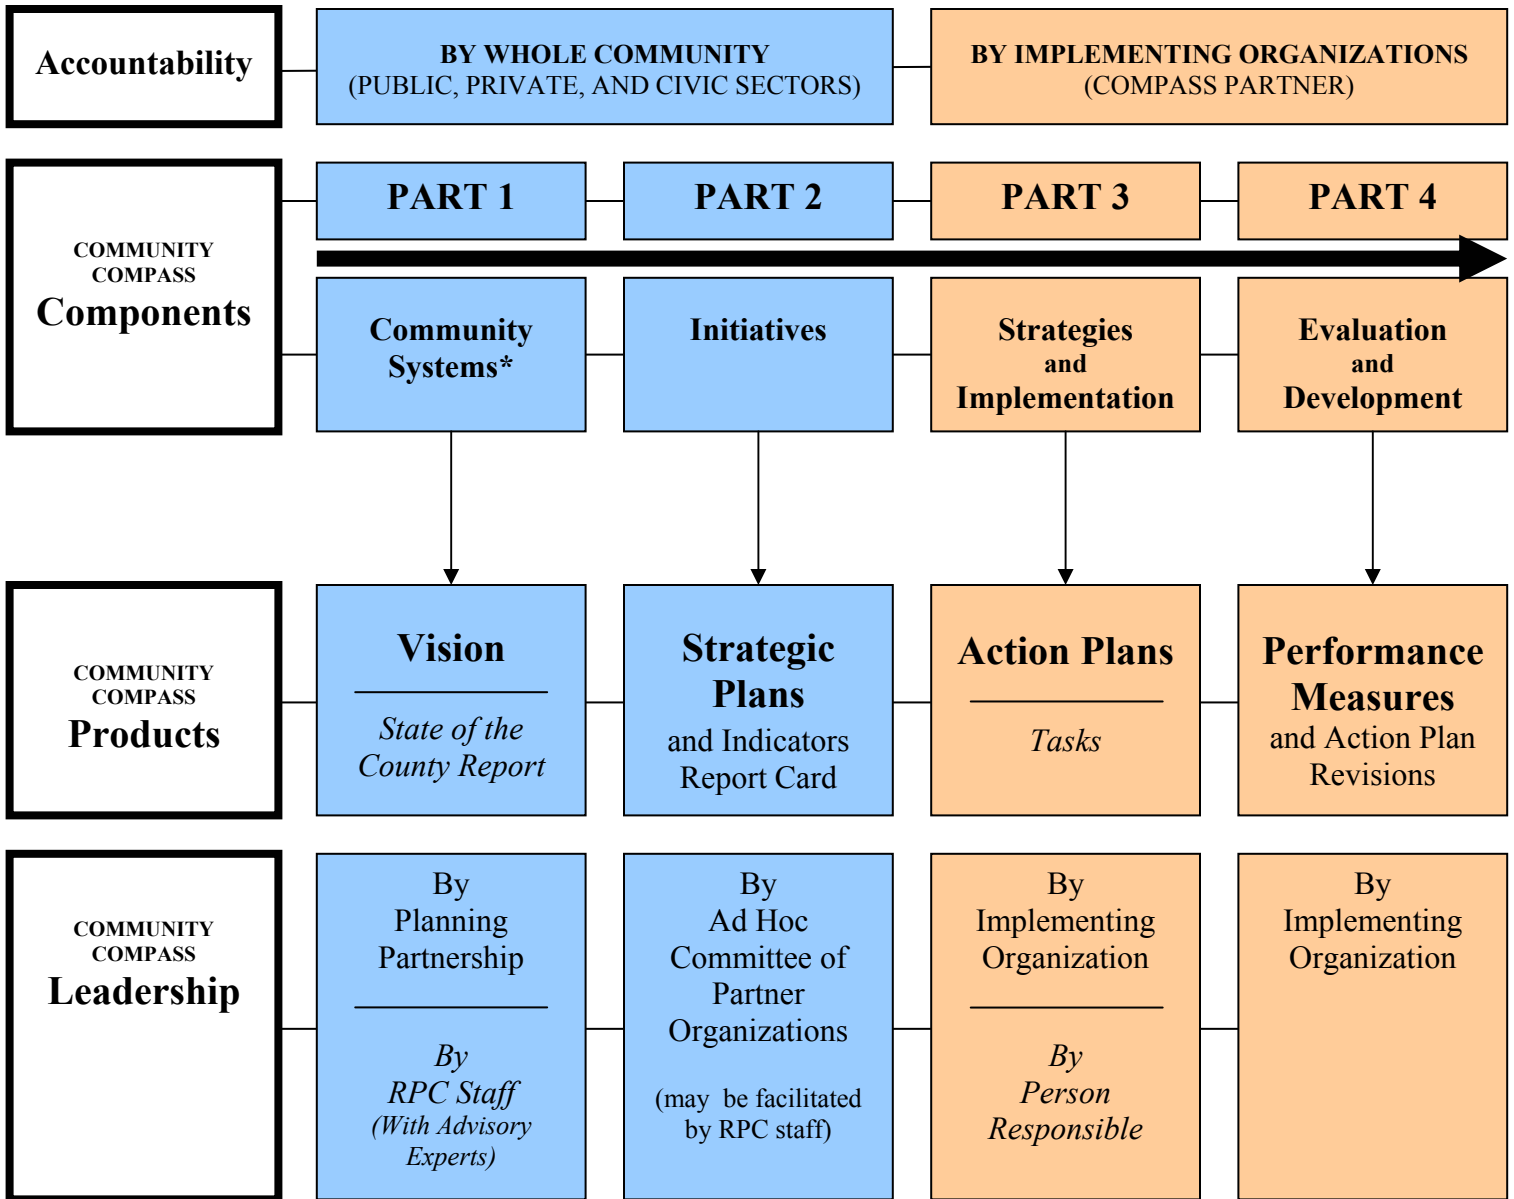 Accountability
BY WHOLE COMMUNITY
(PUBLIC, PRIVATE, AND CIVIC SECTORS)
BY IMPLEMENTING ORGANIZATIONS
(COMPASS PARTNER)
COMMUNITY
COMPASS
Components
PART 1
PART 2
PART 3
PART 4
Community
Systems*
Initiatives
Strategies
and
Implementation
Evaluation
and
Development
COMMUNITY
COMPASS
Products
Vision
State of the
County Report
Strategic
Plans
and Indicators
Report Card
Action Plans
Tasks
Performance
Measures
and Action Plan
Revisions
COMMUNITY
COMPASS
Leadership
By
Planning
Partnership
By
RPC Staff
(With Advisory
Experts)
By
Ad Hoc
Committee of
Partner
Organizations
(may be facilitated
by RPC staff)
By
Implementing
Organization
By
Person
Responsible
By
Implementing
Organization